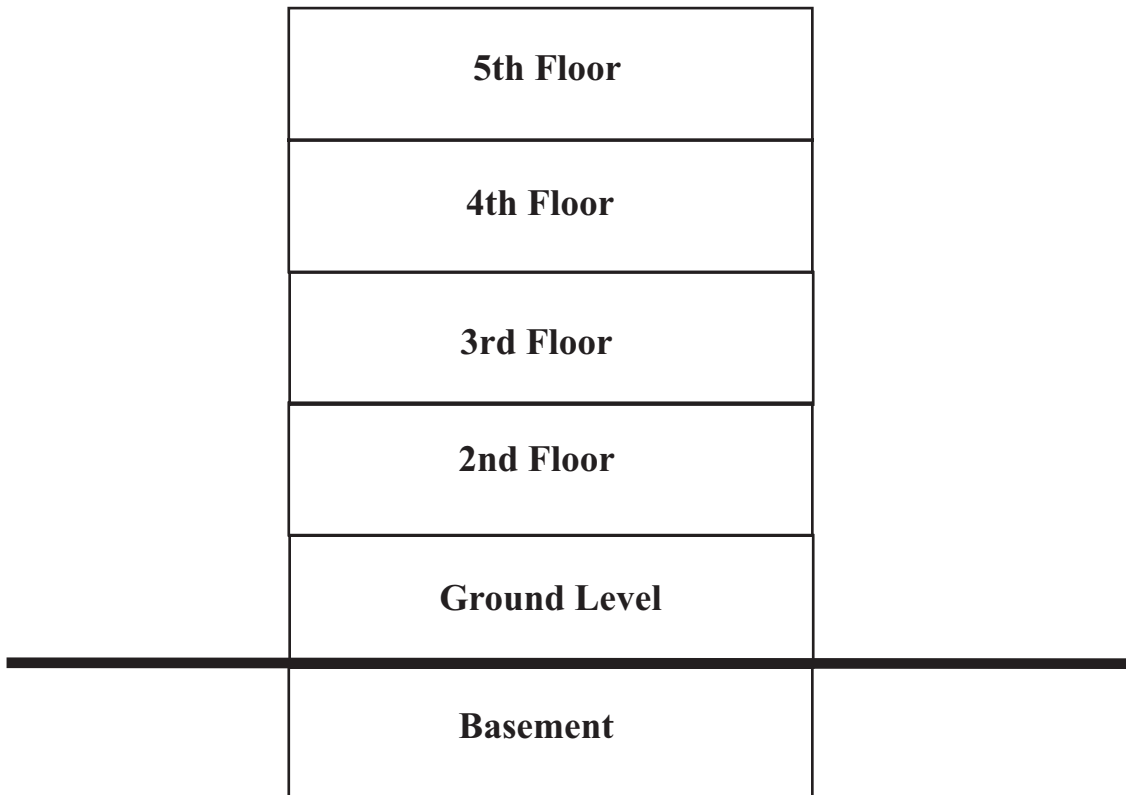 5th Floor
4th Floor
3rd Floor
2nd Floor
Ground Level
Basement